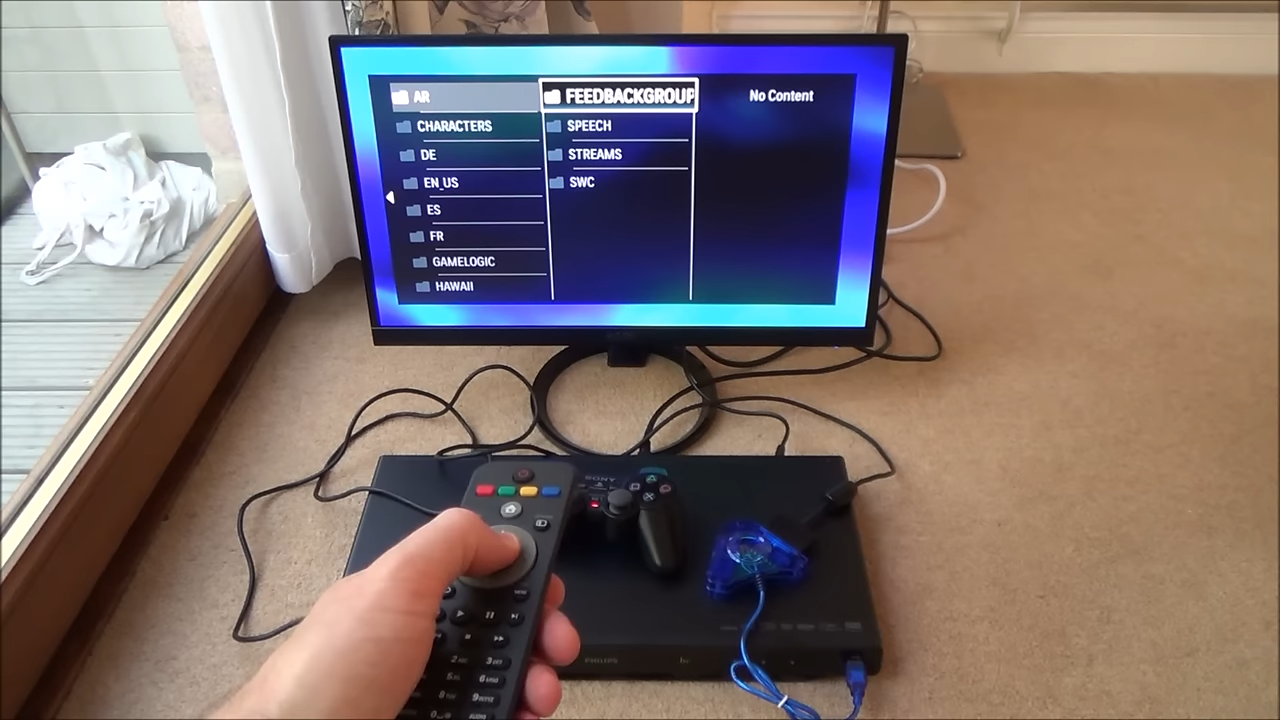 AR
CHARACTERS
DE
EN_US
ES
FR
GAMELOGIC
HAWAII
FEEDBACKGROUP
SPEECH
STREAMS
SWC
No Content
SONY
PHILIPS